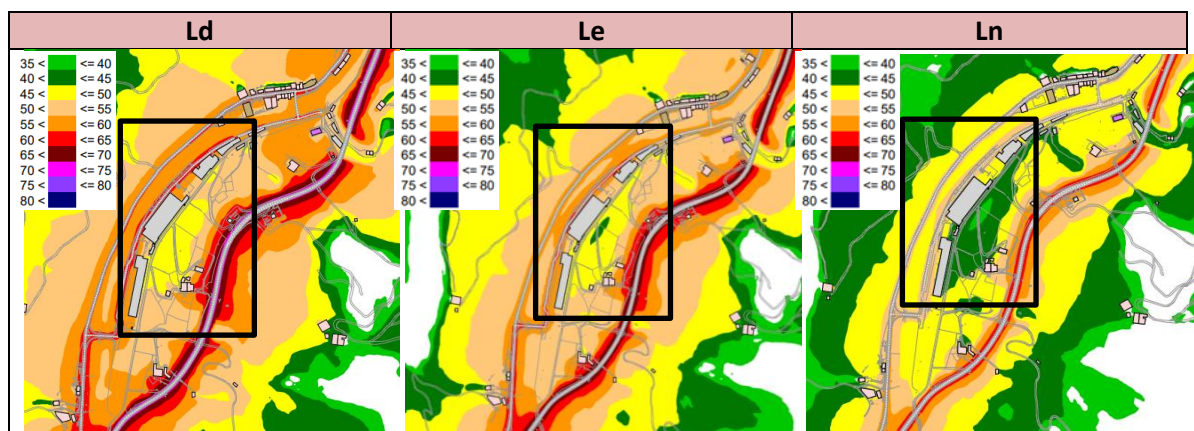 Ld Le Ln
35 < <= 40 35 < <= 40 35 < <= 40
40 < <= 45 40 < <= 45 40 < <= 45
45 < <= 50 45 < <= 50 45 < <= 50
50 < <= 55 50 < <= 55 50 < <= 55
55 < <= 60 55 < <= 60 55 < <= 60
60 < <= 65 60 < <= 65 60 < <= 65
65 < <= 70 65 < <= 70 65 < <= 70
70 < <= 75 70 < <= 75 70 < <= 75
75 < <= 80 75 < <= 80 75 < <= 80
80 < 80 < 80 <